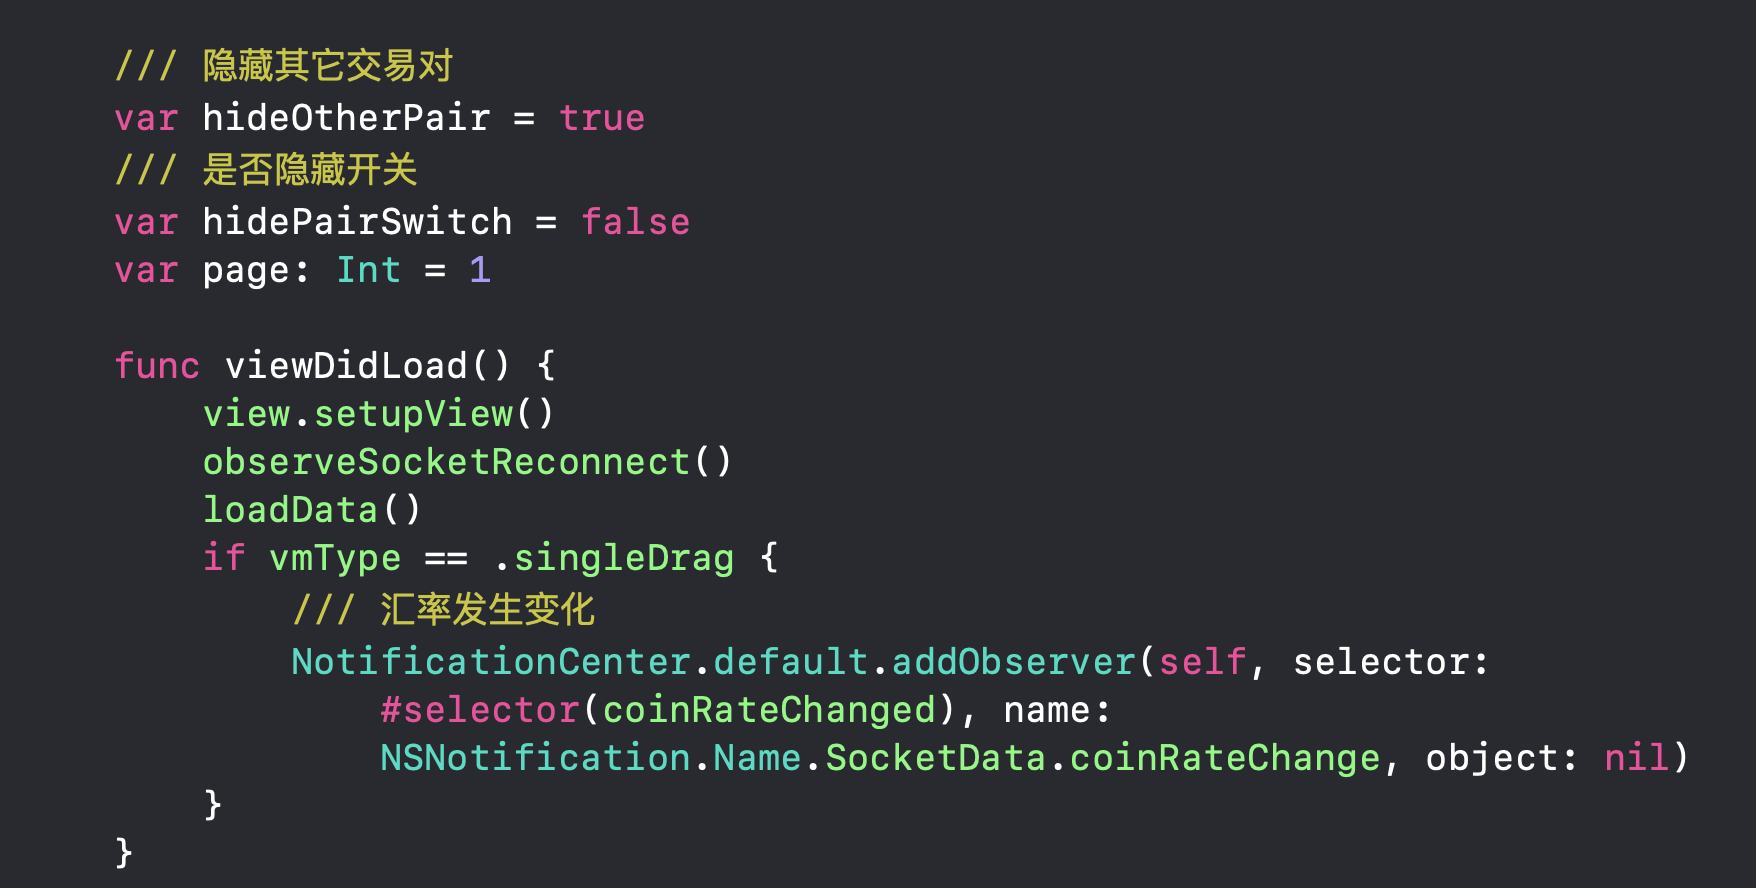 /// 隐藏其它交易对
var hideOtherPair = true
/// 是否隐藏开关
var hidePairSwitch = false
var page: Int = 1
func viewDidLoad() {
view.setupView()
observeSocketReconnect()
loadData()
if vmType == .singleDrag {
/// 汇率发生变化
NotificationCenter.default.addObserver(self, selector:
#selector(coinRateChanged), name:
NSNotification.Name.SocketData.coinRateChange, object: nil)
}
}